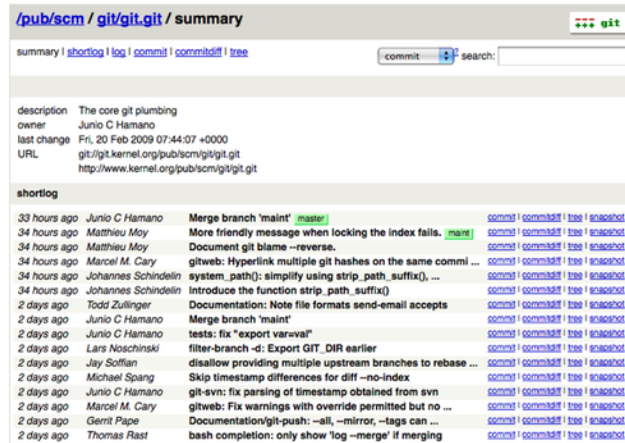 /pub/scm / git/git.git / summary
git
summary | shortlog | log | commit | commitdiff | tree
commit ? search:
description The core git plumbing
owner Junio C Hamano
last change Fri, 20 Feb 2009 07:44:07 +0000
URL git://git.kernel.org/pub/scm/git/git.git
http://www.kernel.org/pub/scm/git/git.git
shortlog
33 hours ago Junio C Hamano Merge branch 'maint' master commit | commitdiff | tree | snapshot
34 hours ago Matthieu Moy More friendly message when locking the index fails. maint commit | commitdiff | tree | snapshot
34 hours ago Matthieu Moy Document git blame --reverse. commit | commitdiff | tree | snapshot
34 hours ago Marcel M. Cary gitweb: Hyperlink multiple git hashes on the same commi ... commit | commitdiff | tree | snapshot
34 hours ago Johannes Schindelin system_path(): simplify using strip_path_suffix(), ... commit | commitdiff | tree | snapshot
34 hours ago Johannes Schindelin Introduce the function strip_path_suffix() commit | commitdiff | tree | snapshot
2 days ago Todd Zullinger Documentation: Note file formats send-email accepts commit | commitdiff | tree | snapshot
2 days ago Junio C Hamano Merge branch 'maint' commit | commitdiff | tree | snapshot
2 days ago Junio C Hamano tests: fix "export var=val" commit | commitdiff | tree | snapshot
2 days ago Lars Noschinski filter-branch -d: Export GIT_DIR earlier commit | commitdiff | tree | snapshot
2 days ago Jay Soffian disallow providing multiple upstream branches to rebase ... commit | commitdiff | tree | snapshot
2 days ago Michael Spang Skip timestamp differences for diff --no-index commit | commitdiff | tree | snapshot
2 days ago Junio C Hamano git-svn: fix parsing of timestamp obtained from svn commit | commitdiff | tree | snapshot
2 days ago Marcel M. Cary gitweb: Fix warnings with override permitted but no ... commit | commitdiff | tree | snapshot
2 days ago Gerrit Pape Documentation/git-push: --all, --mirror, --tags can ... commit | commitdiff | tree | snapshot
2 days ago Thomas Rast bash completion: only show 'log --merge' if merging commit | commitdiff | tree | snapshot